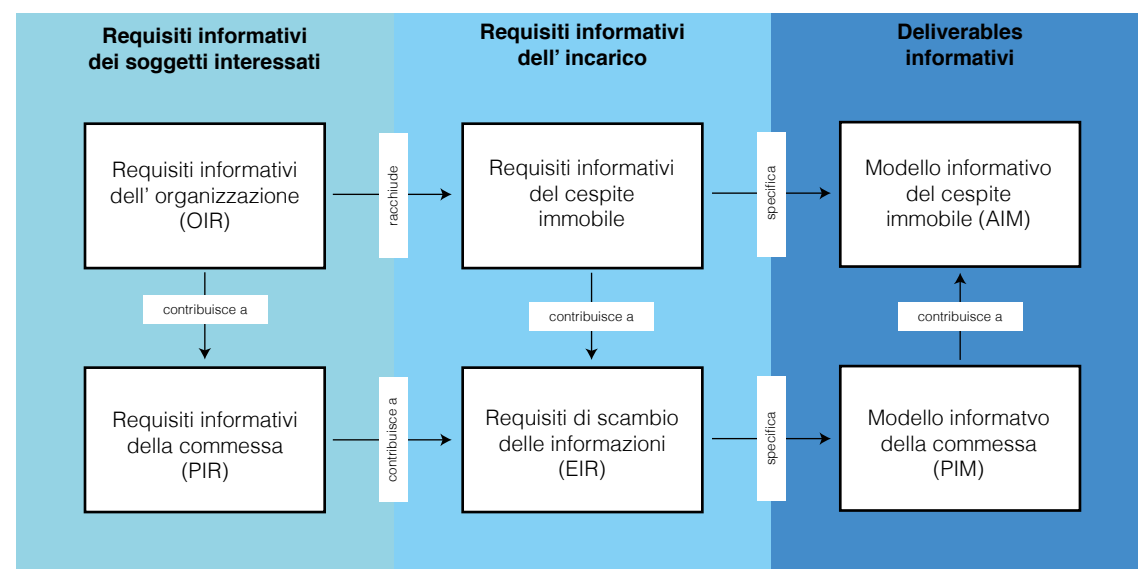 Requisiti informativi
dei soggetti interessati
Requisiti informativi
dell' incarico
Deliverables
informativi
Requisiti informativi
dell' organizzazione
(OIR)
racchiude
Requisiti informativi
del cespite
immobile
specifica
Modello informativo
del cespite
immobile (AIM)
contribuisce a
contribuisce a
contribuisce a
Requisiti informativi
della commessa
(PIR)
contribuisce a
Requisiti di scambio
delle informazioni
(EIR)
specifica
Modello informatvo
della commessa
(PIM)